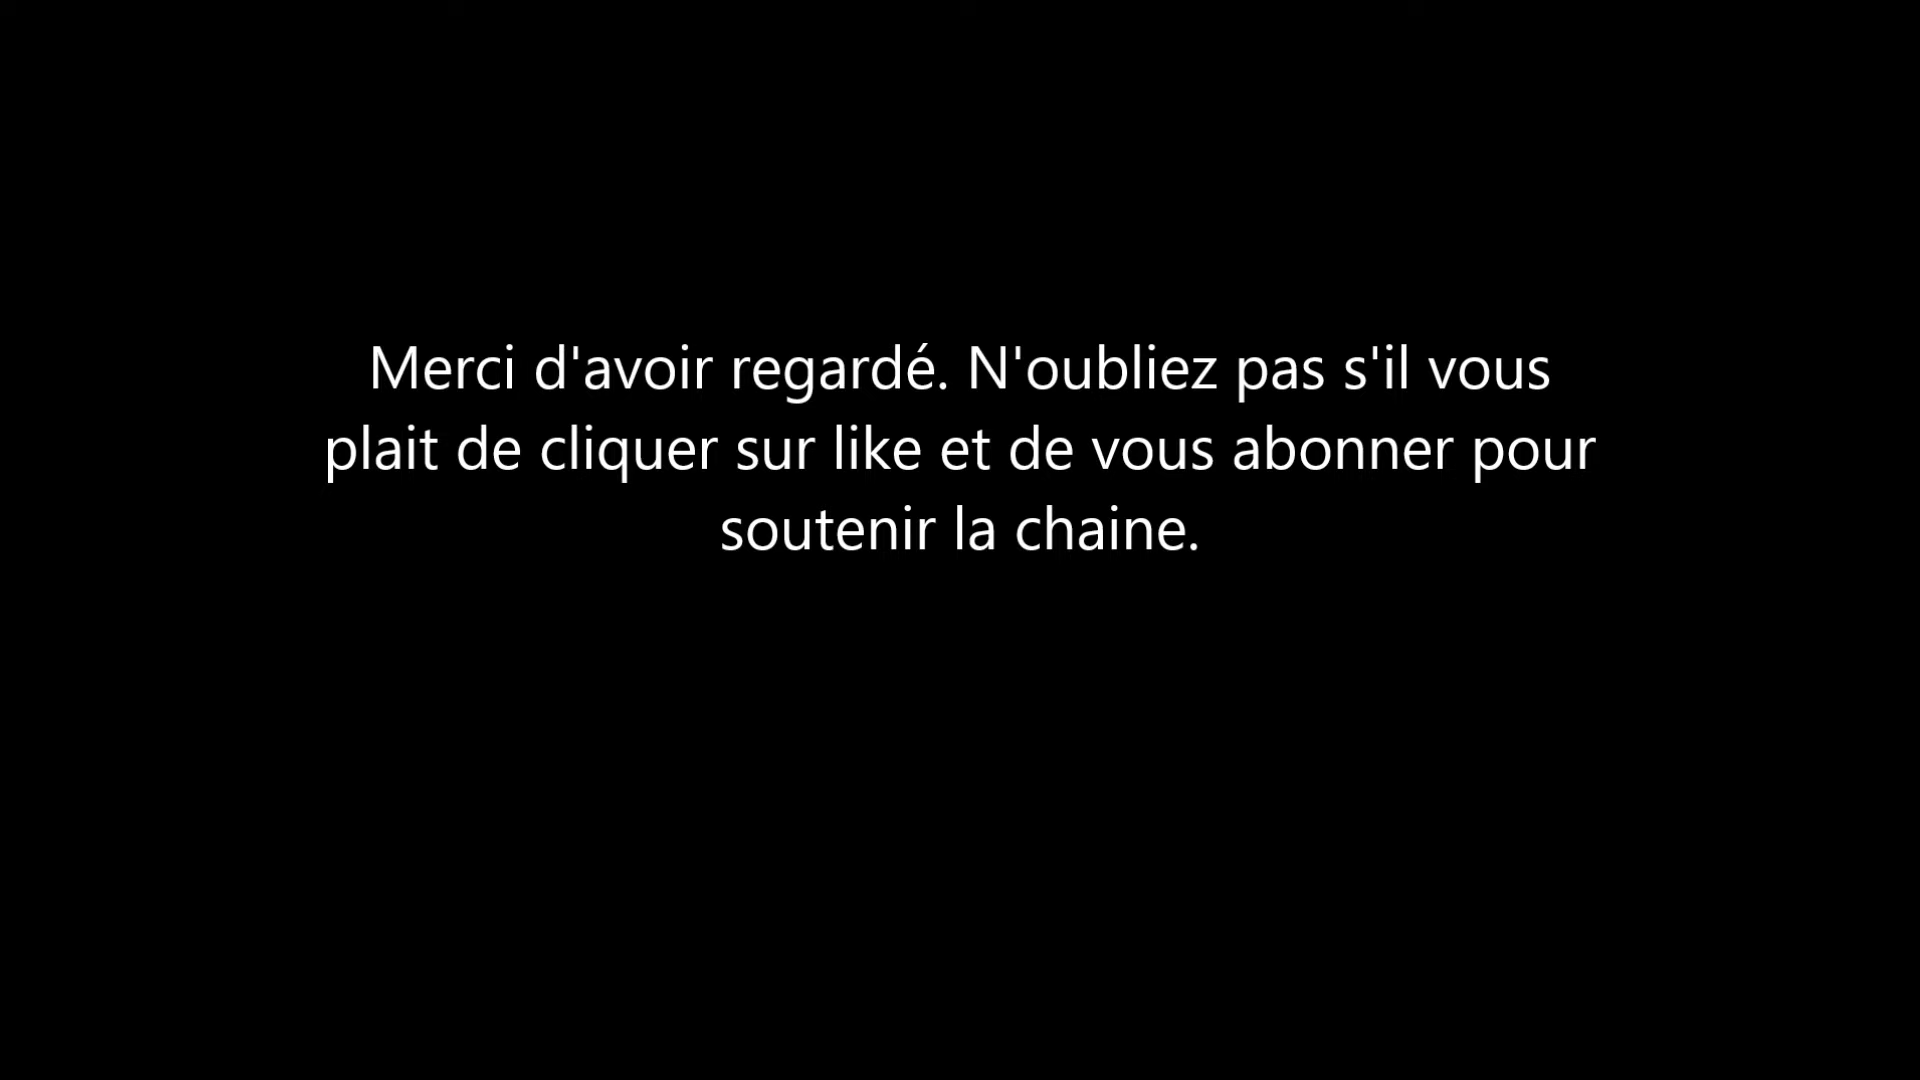 Merci d'avoir regardé. N'oubliez pas s'il vous
plait de cliquer sur like et de vous abonner pour
soutenir la chaine.